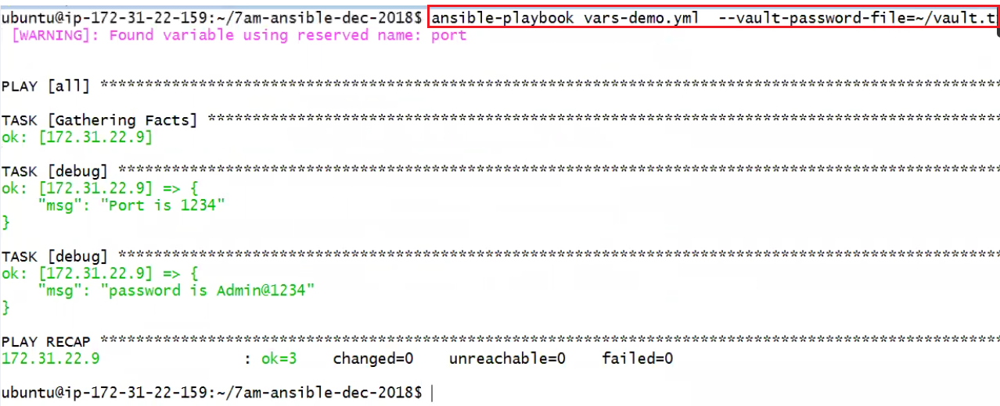 ubuntu@ip-172-31-22-159:~/7am-ansible-dec-2018$ ansible-playbook vars-demo.yml  --vault-password-file=~/vault.t
[WARNING]: Found variable using reserved name: port
PLAY [all] ****************************************************************************************************
TASK [Gathering Facts] ****************************************************************************************
ok: [172.31.22.9]
TASK [debug] **************************************************************************************************
ok: [172.31.22.9] => {
    "msg": "Port is 1234"
}
TASK [debug] **************************************************************************************************
ok: [172.31.22.9] => {
    "msg": "password is Admin@1234"
}
PLAY RECAP ****************************************************************************************************
172.31.22.9                : ok=3    changed=0    unreachable=0    failed=0
ubuntu@ip-172-31-22-159:~/7am-ansible-dec-2018$